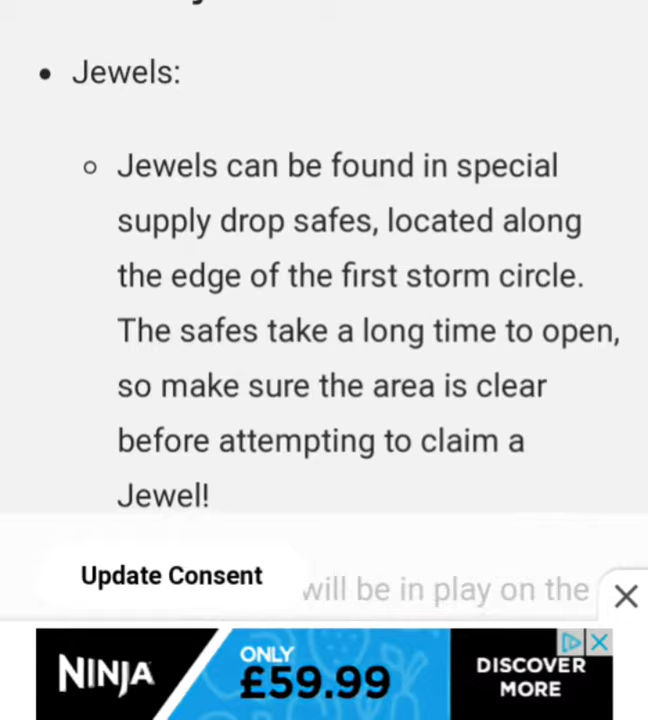 Jewels:
Jewels can be found in special
supply drop safes, located along
the edge of the first storm circle.
The safes take a long time to open,
so make sure the area is clear
before attempting to claim a
Jewel!
Update Consent
will be in play on the
NINJA
ONLY
£59.99
DISCOVER
MORE